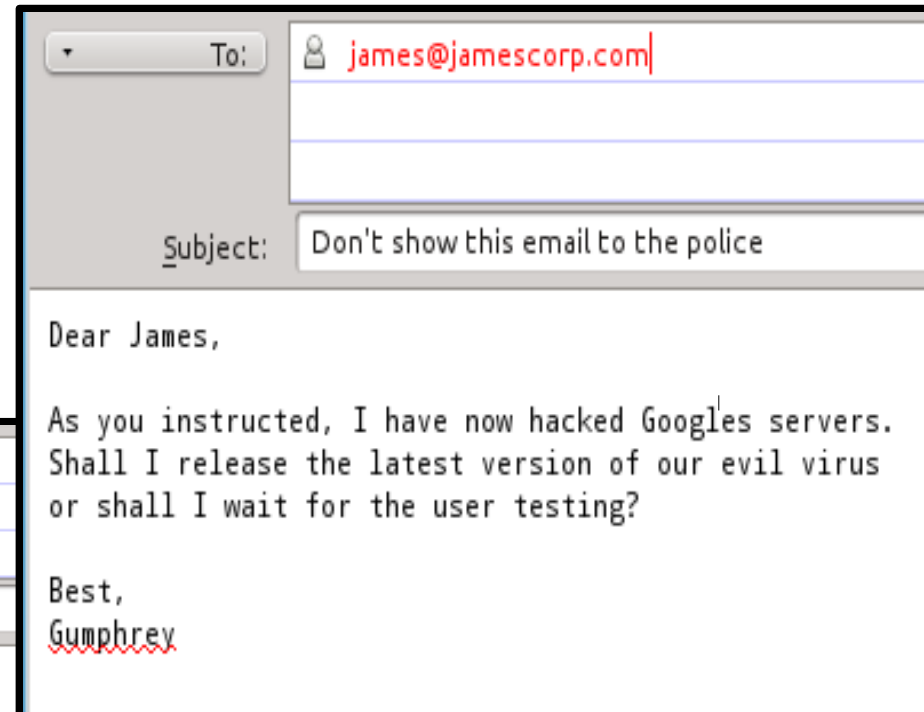 To:
james@jamescorp.com
Subject:
Don't show this email to the police
Dear James,
As you instructed, I have now hacked Googles servers.
Shall I release the latest version of our evil virus
or shall I wait for the user testing?
Best,
Gumphrey